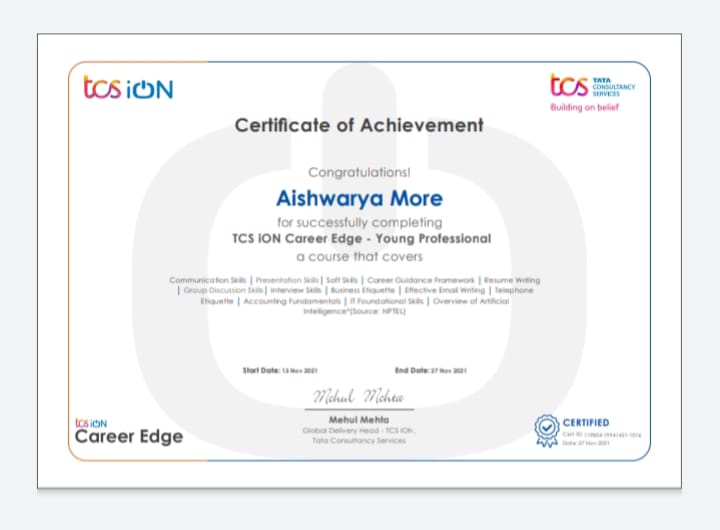 tcs iON
tcs TATA
CONSULTANCY
SERVICES
Building on belief
Certificate of Achievement
Congratulations!
Aishwarya More
for successfully completing
TCS iON Career Edge - Young Professional
a course that covers
Communication Skills | Presentation Skills | Soft Skills | Career Guidance Framework | Resume Writing
| Group Discussion Skills | Interview Skills | Business Etiquette | Effective Email Writing | Telephone
Etiquette | Accounting Fundamentals | IT Foundational Skills | Overview of Artificial
Intelligence*(Source: NPTEL)
Start Date: 13 Nov 2021 End Date: 27 Nov 2021
Mehul Mehta
Mehul Mehta
Global Delivery Head - TCS iON,
Tata Consultancy Services
tcs iON
Career Edge
CERTIFIED
Cert ID:
Date: 27 Nov 2021